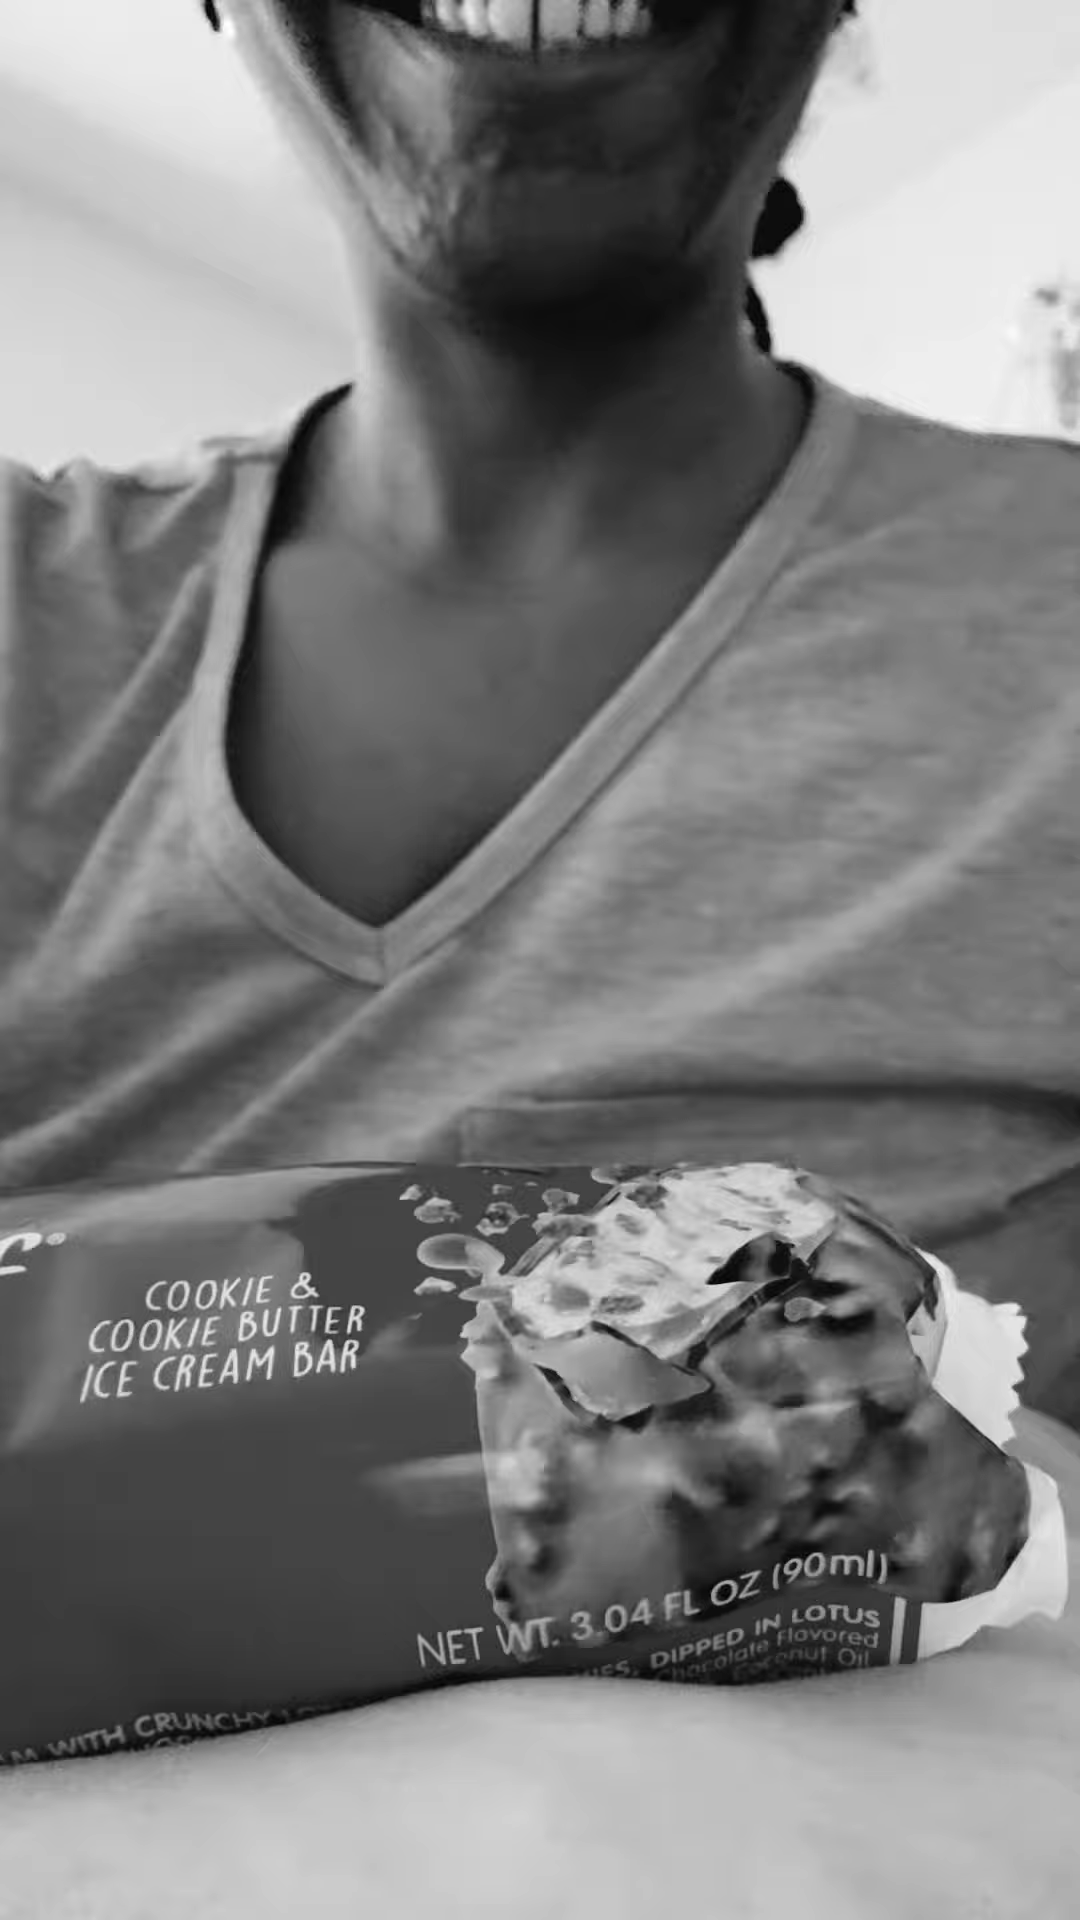 COOKIE &
COOKIE BUTTER
ICE CREAM BAR
NET WT. 3.04 FL OZ (90ml)
DIPPED IN LOTUS
Chocolate Flavored
Coconut Oil
WITH CRUNCHY